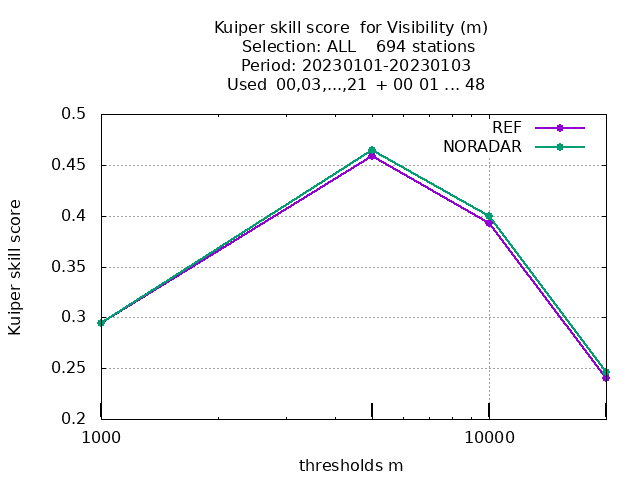 Kuiper skill score  for Visibility (m)
Selection: ALL    694 stations
Period: 20230101-20230103
Used  00,03,...,21  + 00 01 ... 48
REF
NORADAR
0.5
0.45
0.4
0.35
0.3
0.25
0.2
Kuiper skill score
1000
10000
thresholds m